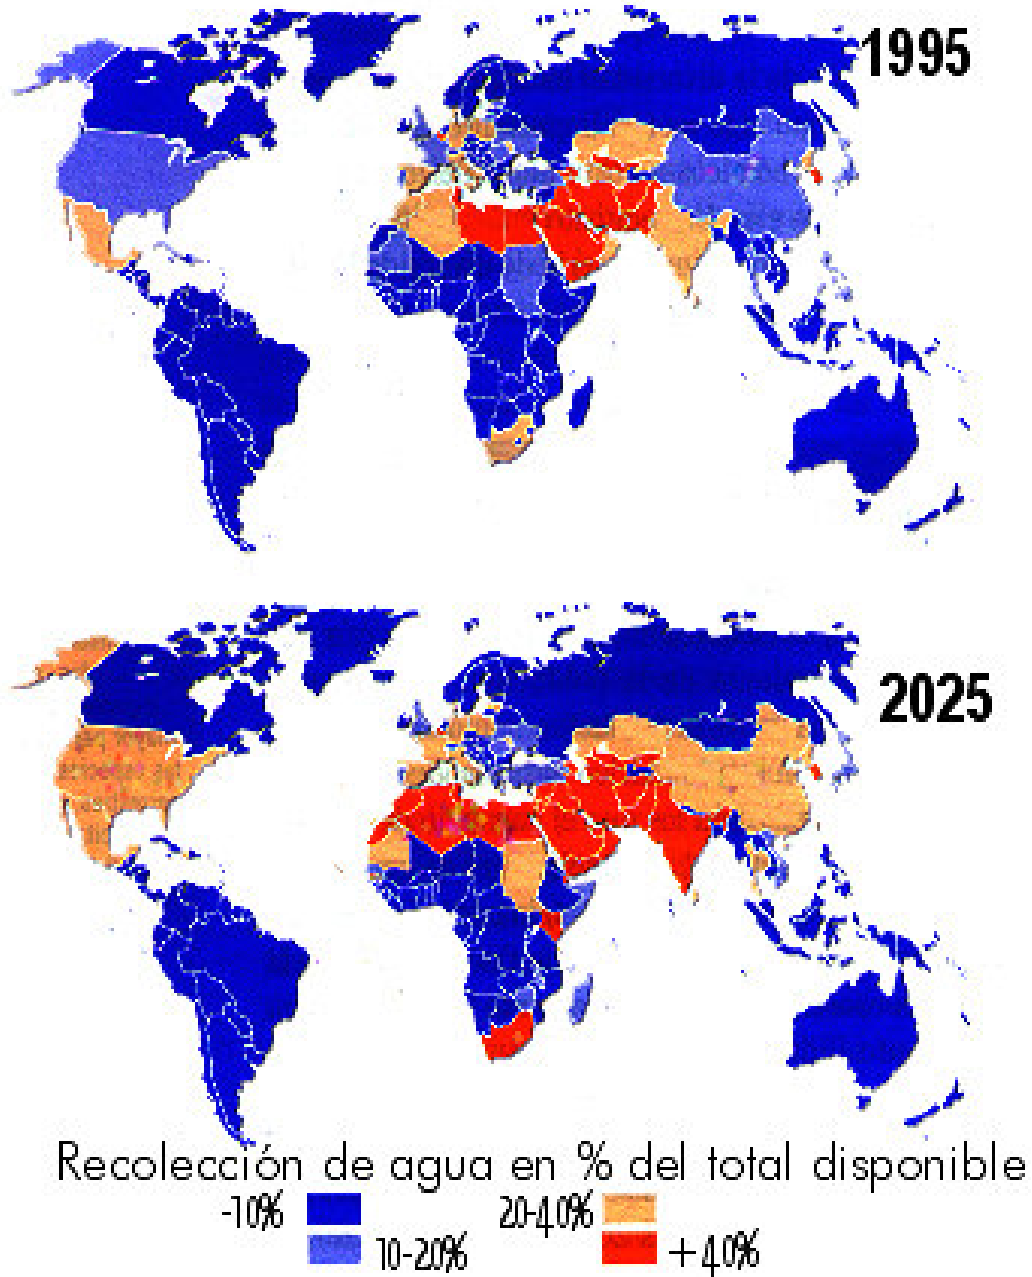 1995
2025
Recolección de agua en % del total disponible
-10% 20-40%
10-20% +40%